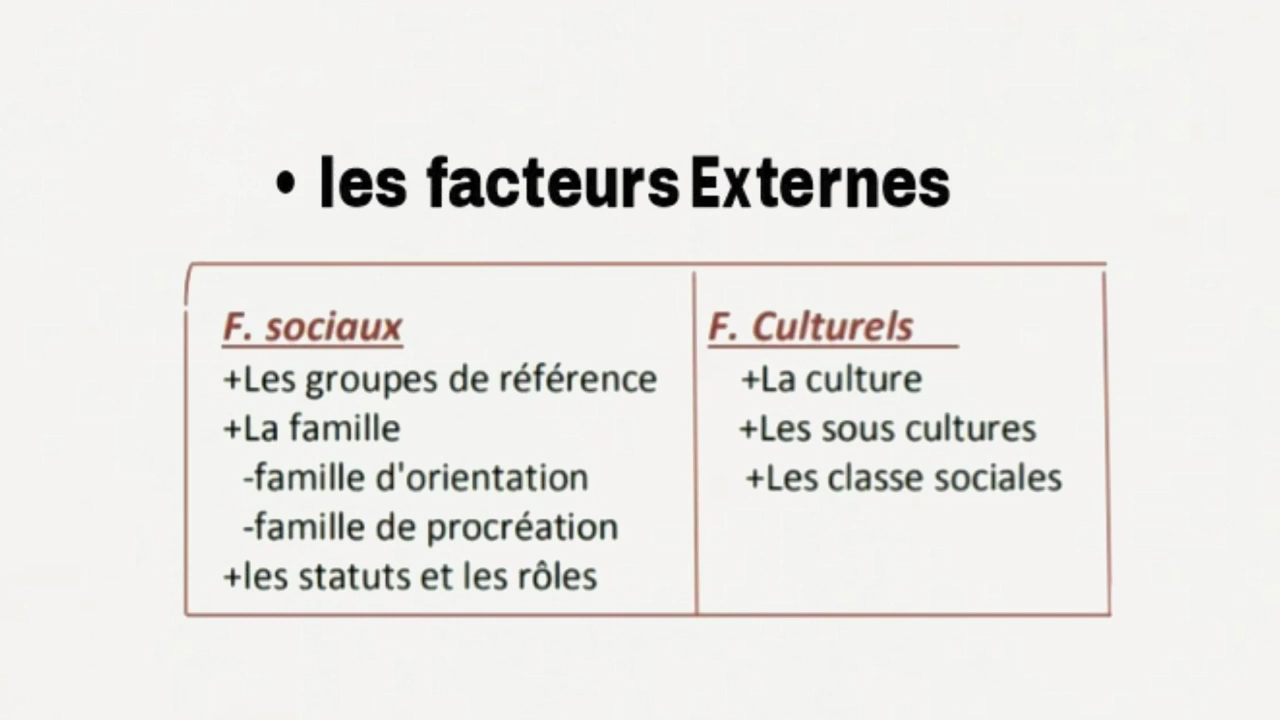 • les facteurs Externes
F. sociaux
+Les groupes de référence
+La famille
-famille d'orientation
-famille de procréation
+les statuts et les rôles
F. Culturels
+La culture
+Les sous cultures
+Les classe sociales